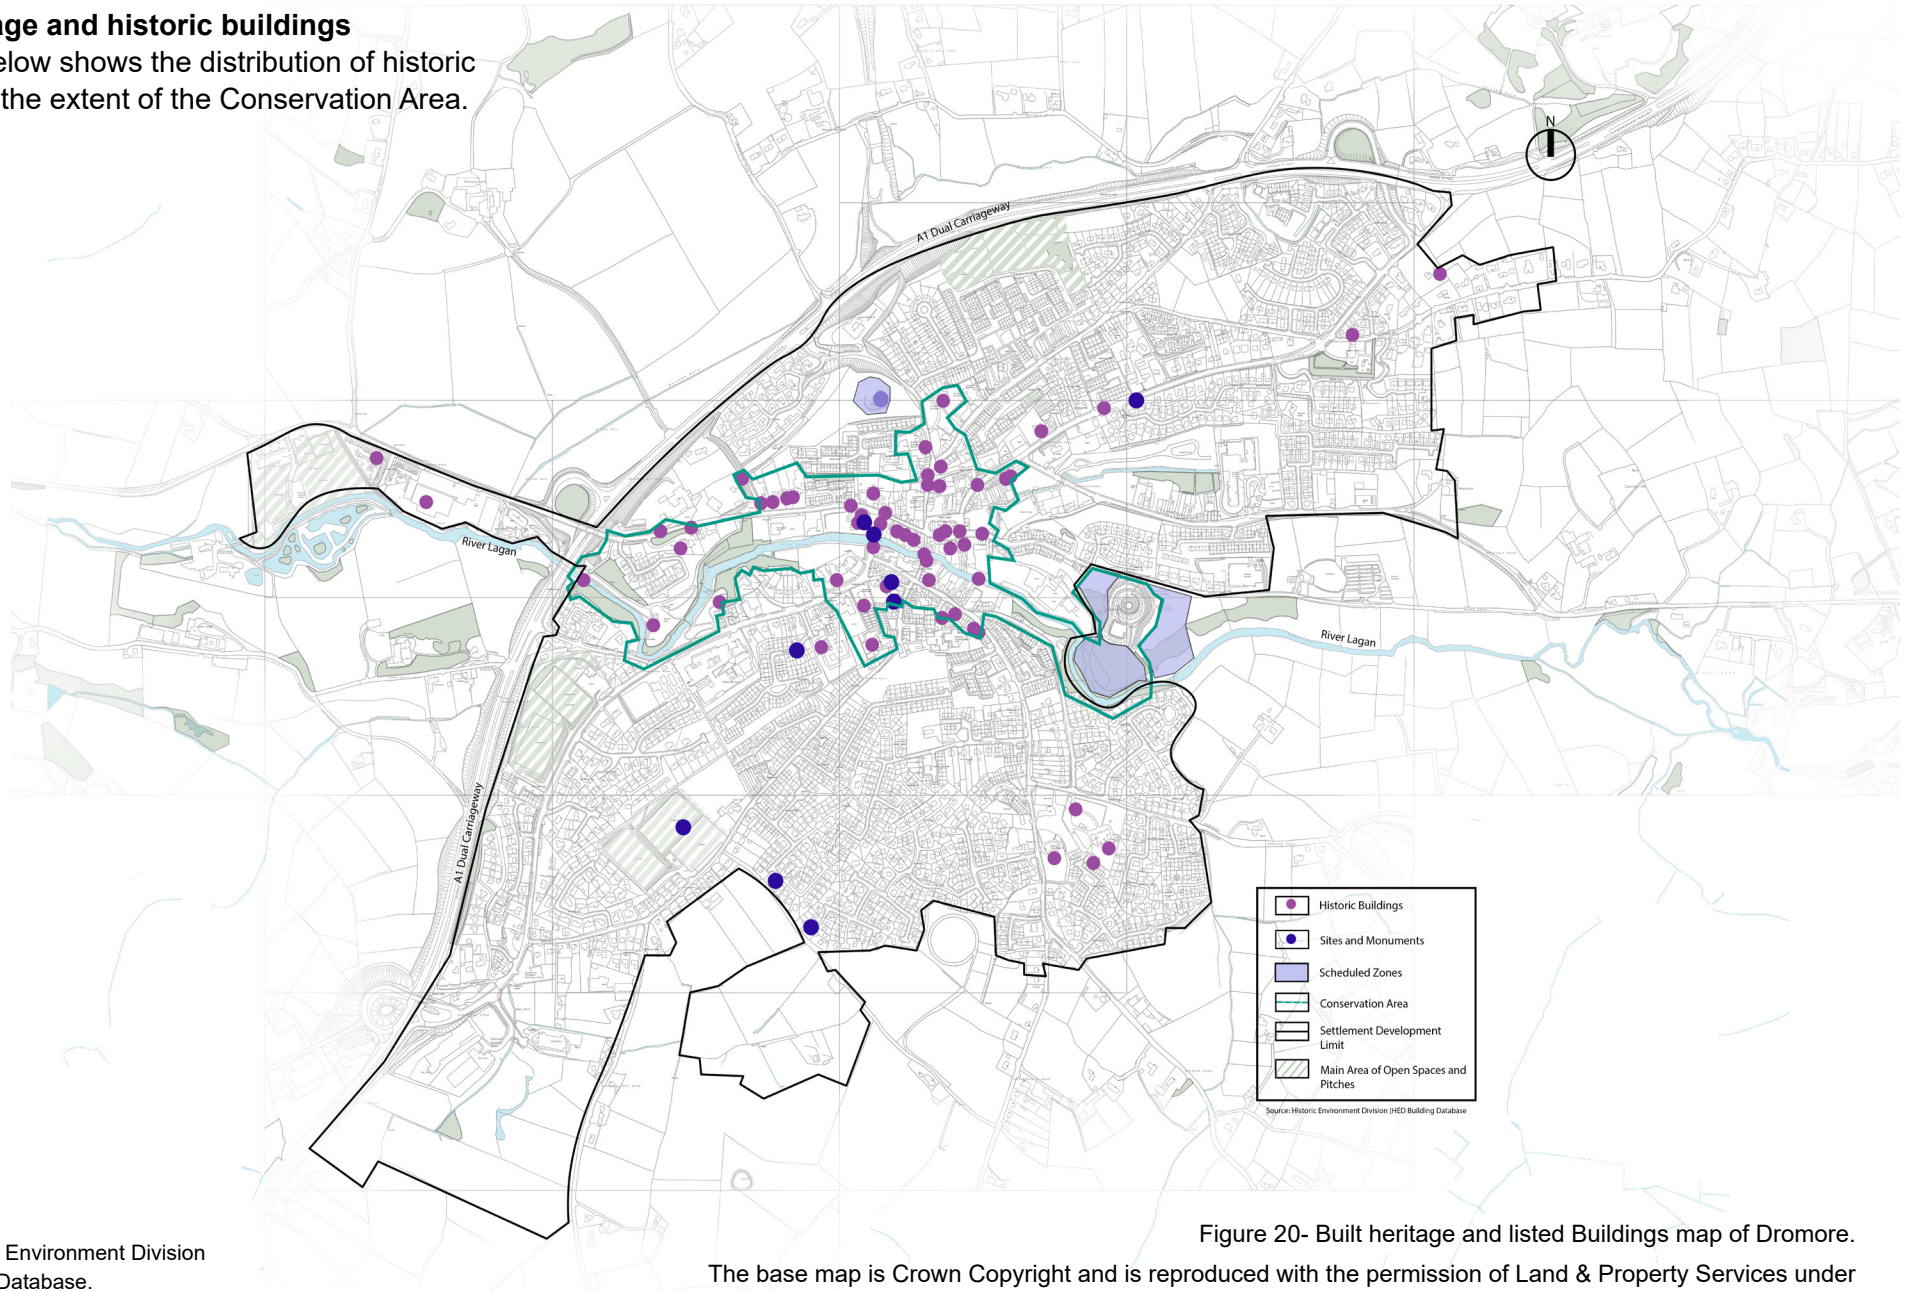 age and historic buildings
elow shows the distribution of historic
the extent of the Conservation Area.
N
A1 Dual Carriageway
River Lagan
River Lagan
A1 Dual Carriageway
Historic Buildings
Sites and Monuments
Scheduled Zones
Conservation Area
Settlement Development
Limit
Main Area of Open Spaces and
Pitches
Source: Historic Environment Division (HED Building Database
Figure 20- Built heritage and listed Buildings map of Dromore.
Environment Division
Database.
The base map is Crown Copyright and is reproduced with the permission of Land & Property Services under